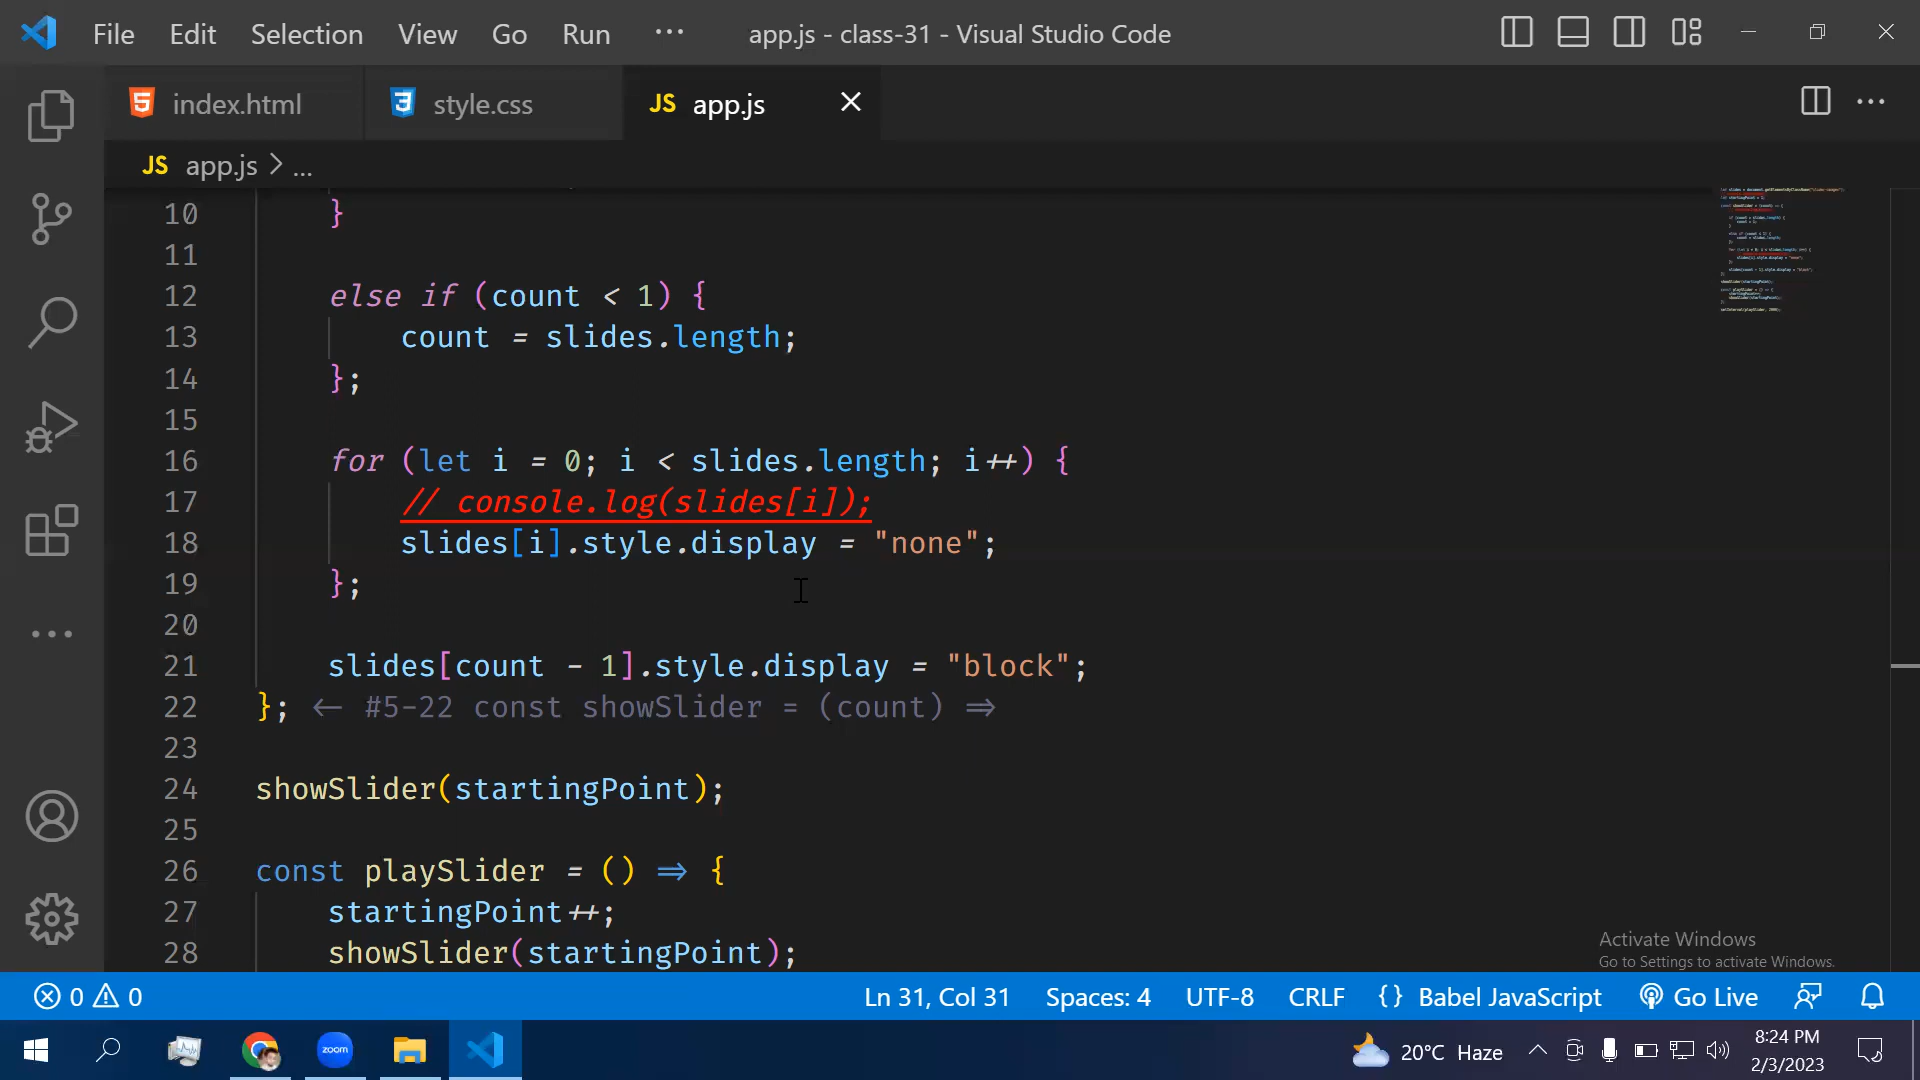 File Edit Selection View Go Run ··· app.js - class-31 - Visual Studio Code
index.html style.css JS app.js
JS app.js > ...
10 }
11
12 else if (count < 1) {
13 count = slides.length;
14 };
15
16 for (let i = 0; i < slides.length; i++) {
17 // console.log(slides[i]);
18 slides[i].style.display = "none";
19 };
20
21 slides[count - 1].style.display = "block";
22 }; <- #5-22 const showSlider = (count) =>
23
24 showSlider(startingPoint);
25
26 const playSlider = () => {
27 startingPoint++;
28 showSlider(startingPoint);
Activate Windows
Go to Settings to activate Windows.
0 0 Ln 31, Col 31 Spaces: 4 UTF-8 CRLF {} Babel JavaScript Go Live
zoom 20°C Haze 8:24 PM
2/3/2023